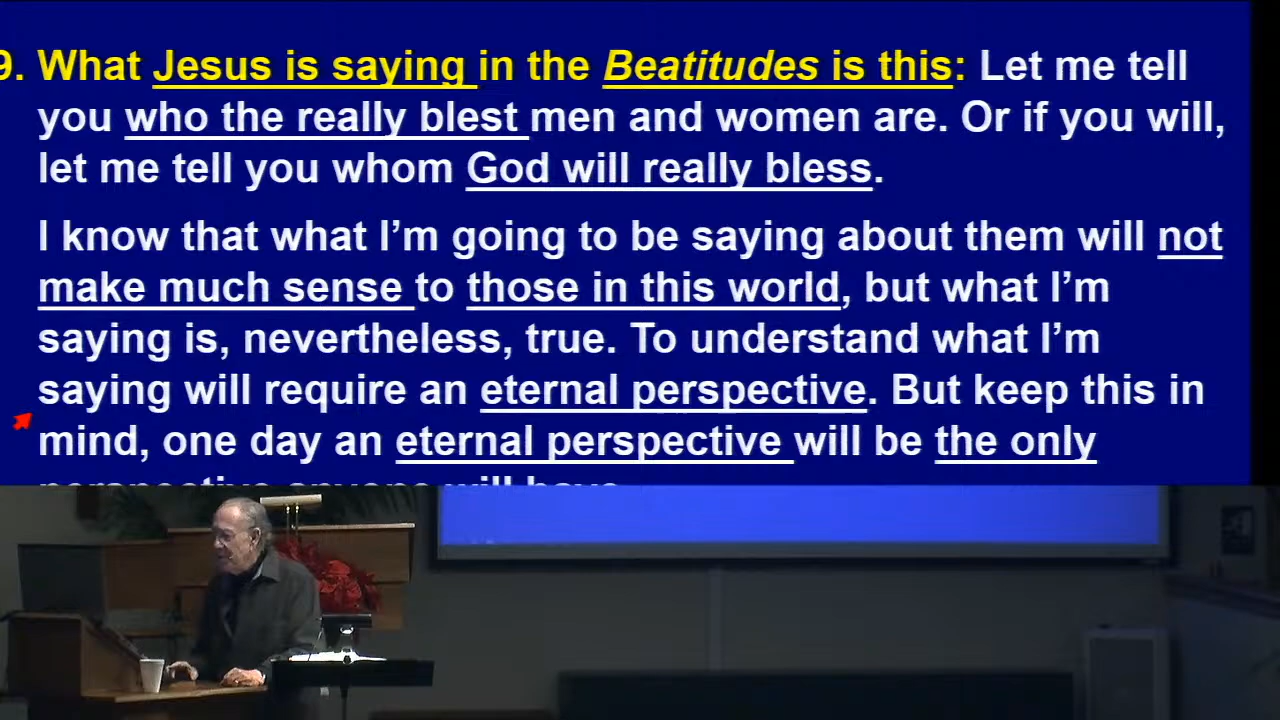 9. What Jesus is saying in the Beatitudes is this: Let me tell
you who the really blest men and women are. Or if you will,
let me tell you whom God will really bless.
I know that what I’m going to be saying about them will not
make much sense to those in this world, but what I’m
saying is, nevertheless, true. To understand what I’m
saying will require an eternal perspective. But keep this in
mind, one day an eternal perspective will be the only
perspective anyone will have.